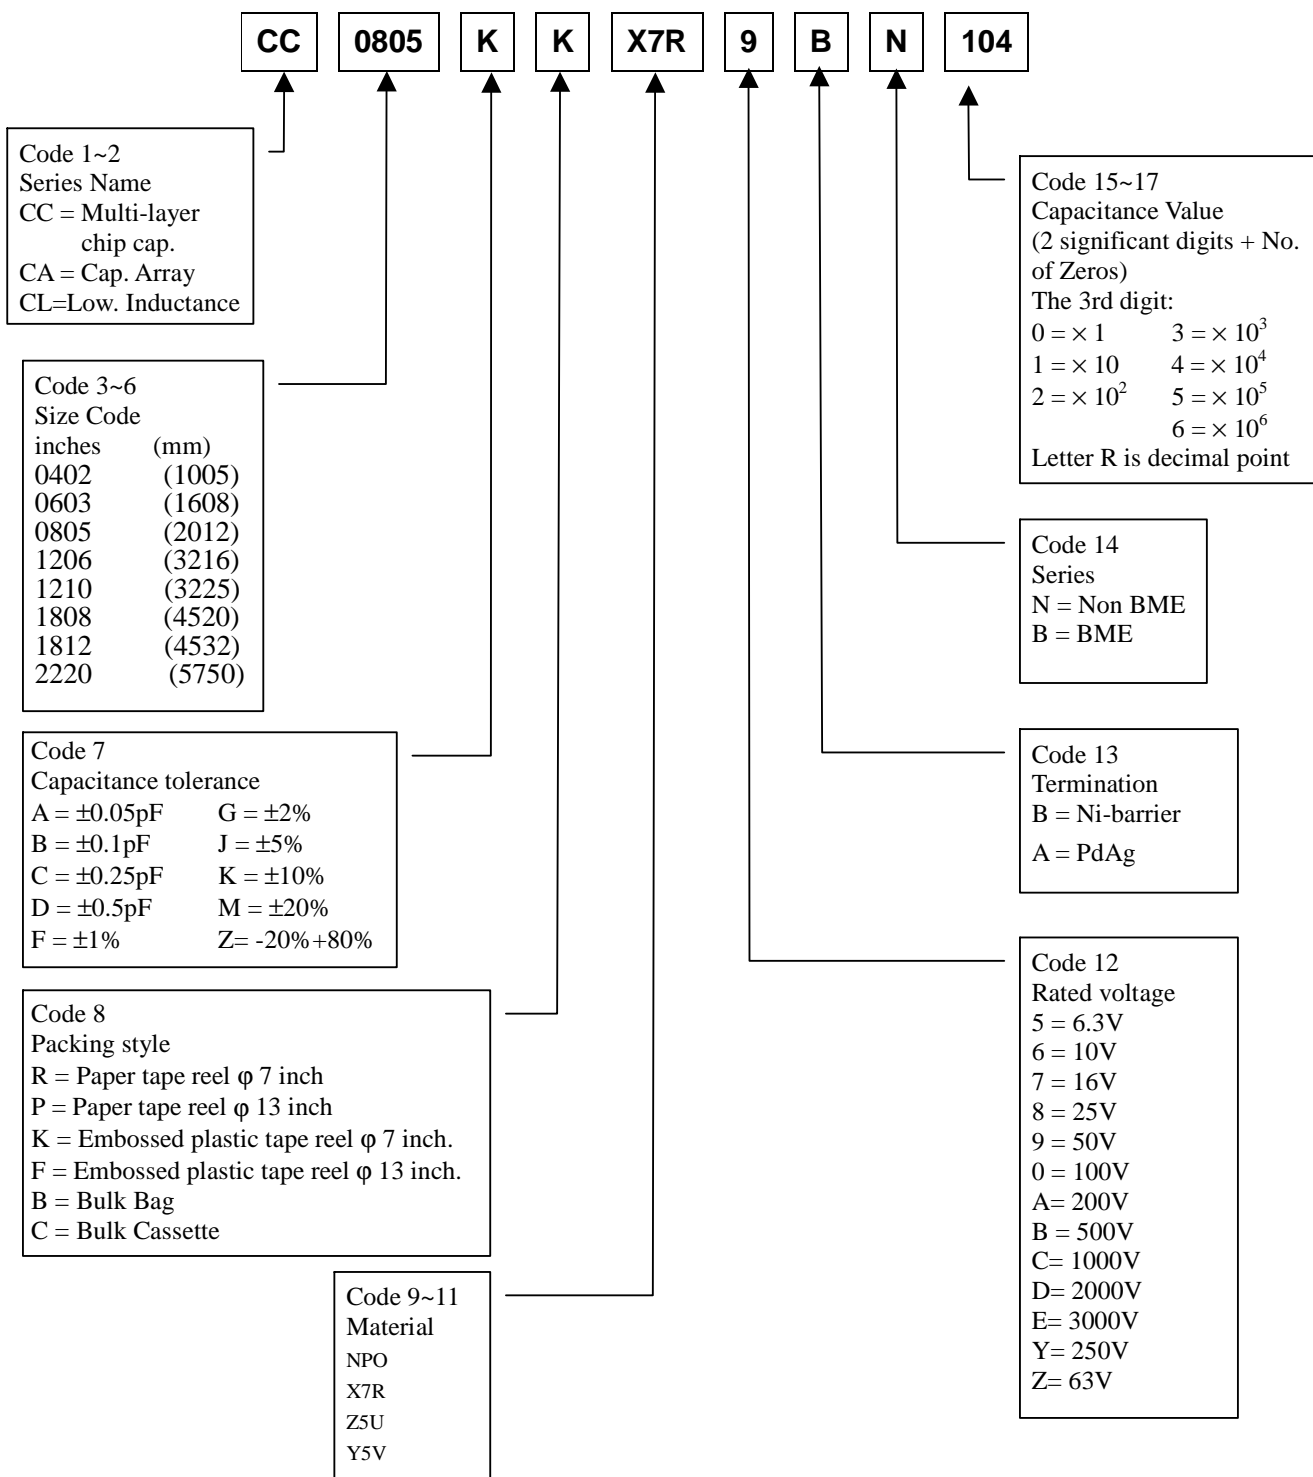 CC 0805 K K X7R 9 B N 104
Code 1~2
Series Name
CC = Multi-layer
chip cap.
CA = Cap. Array
CL=Low. Inductance
Code 3~6
Size Code
inches (mm)
0402 (1005)
0603 (1608)
0805 (2012)
1206 (3216)
1210 (3225)
1808 (4520)
1812 (4532)
2220 (5750)
Code 7
Capacitance tolerance
A = ±0.05pF G = ±2%
B = ±0.1pF J = ±5%
C = ±0.25pF K = ±10%
D = ±0.5pF M = ±20%
F = ±1% Z= -20%+80%
Code 8
Packing style
R = Paper tape reel φ 7 inch
P = Paper tape reel φ 13 inch
K = Embossed plastic tape reel φ 7 inch.
F = Embossed plastic tape reel φ 13 inch.
B = Bulk Bag
C = Bulk Cassette
Code 9~11
Material
NPO
X7R
Z5U
Y5V
Code 15~17
Capacitance Value
(2 significant digits + No.
of Zeros)
The 3rd digit:
0 = × 1 3 = × 10³
1 = × 10 4 = × 10⁴
2 = × 10² 5 = × 10⁵
6 = × 10⁶
Letter R is decimal point
Code 14
Series
N = Non BME
B = BME
Code 13
Termination
B = Ni-barrier
A = PdAg
Code 12
Rated voltage
5 = 6.3V
6 = 10V
7 = 16V
8 = 25V
9 = 50V
0 = 100V
A= 200V
B = 500V
C= 1000V
D= 2000V
E= 3000V
Y= 250V
Z= 63V